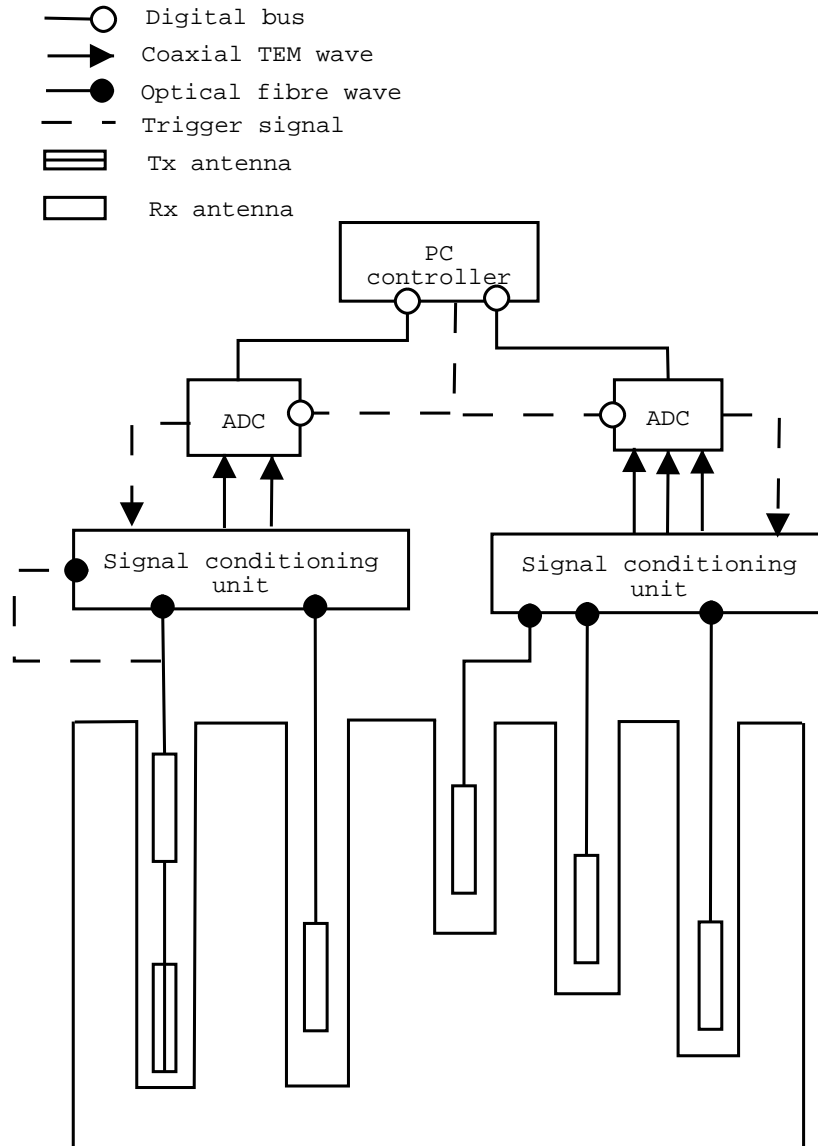 Digital bus
Coaxial TEM wave
Optical fibre wave
Trigger signal
Tx antenna
Rx antenna
PC
controller
ADC
ADC
Signal conditioning
unit
Signal conditioning
unit